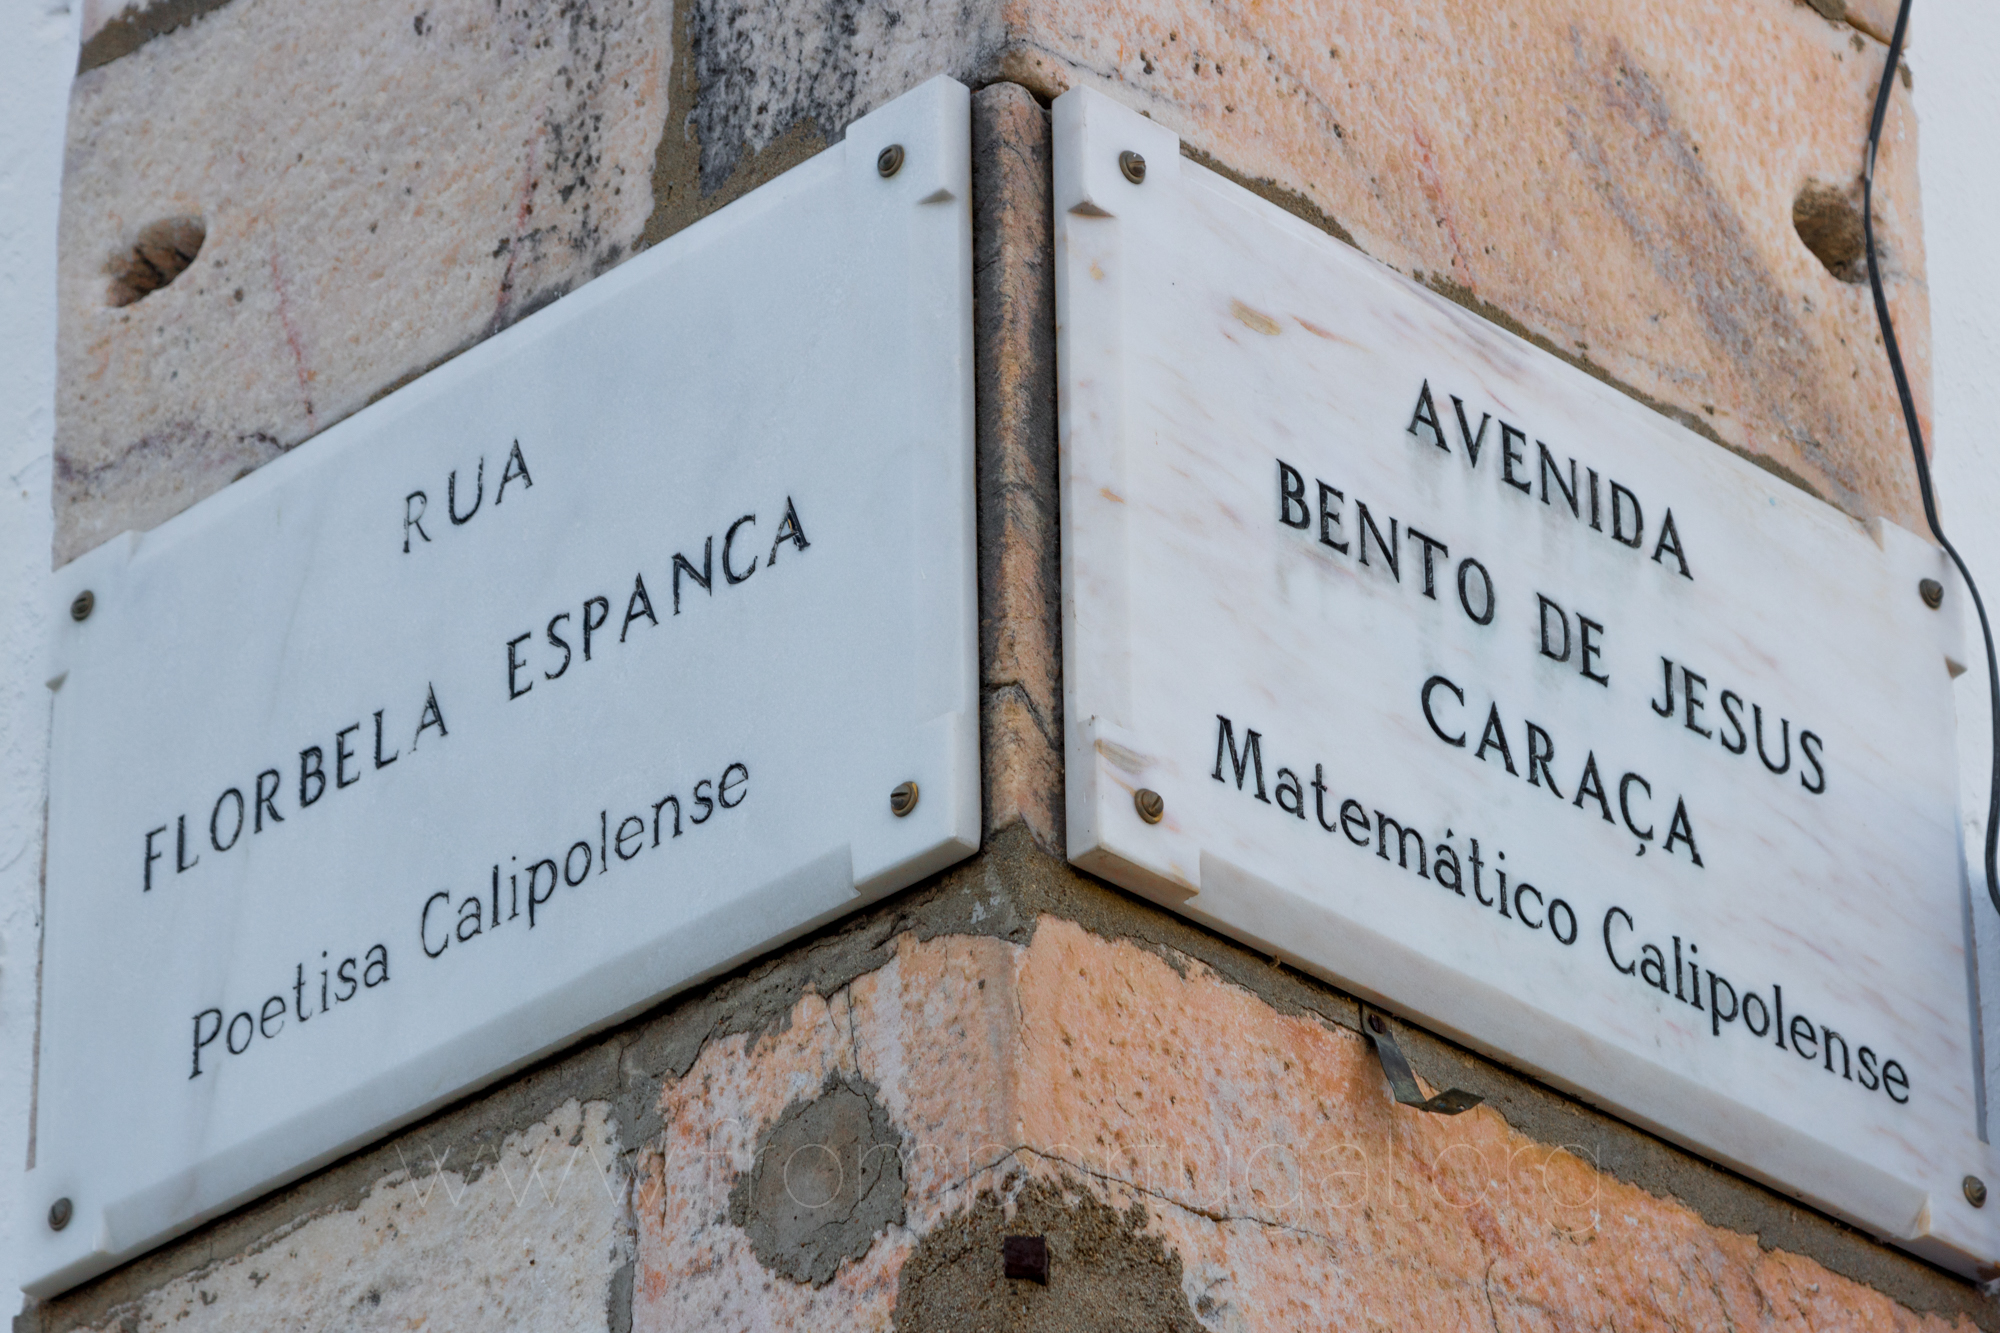 RUA
FLORBELA ESPANCA
Poetisa Calipolense
AVENIDA
BENTO DE JESUS
CARAÇA
Matemático Calipolense
www.fromportugal.org